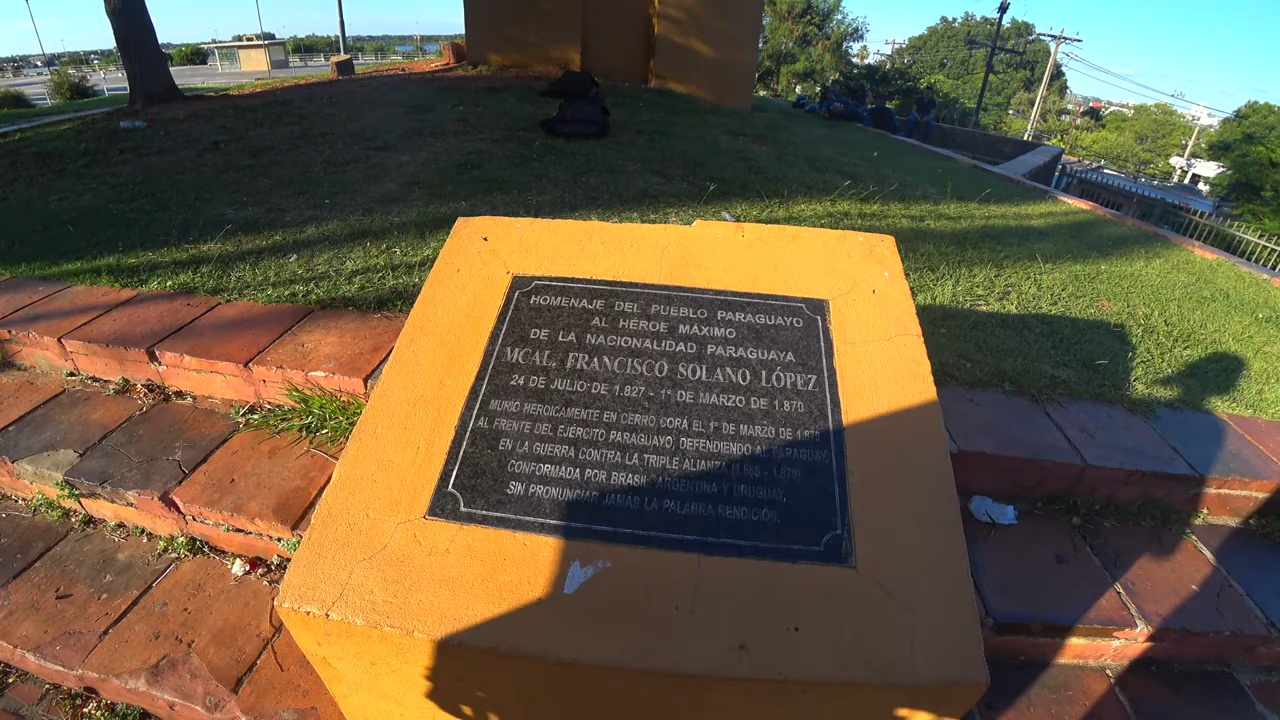 HOMENAJE DEL PUEBLO PARAGUAYO
AL HÉROE MÁXIMO
DE LA NACIONALIDAD PARAGUAYA
MCAL. FRANCISCO SOLANO LÓPEZ
24 DE JULIO DE 1.827 - 1° DE MARZO DE 1.870
MURIO HEROICAMENTE EN CERRO CORÁ EL 1° DE MARZO DE 1.870
AL FRENTE DEL EJÉRCITO PARAGUAYO, DEFENDIENDO AL PARAGUAY
EN LA GUERRA CONTRA LA TRIPLE ALIANZA (1.865 - 1.870)
CONFORMADA POR BRASIL, ARGENTINA Y URUGUAY,
SIN PRONUNCIAR JAMAS LA PALABRA RENDICIÓN.